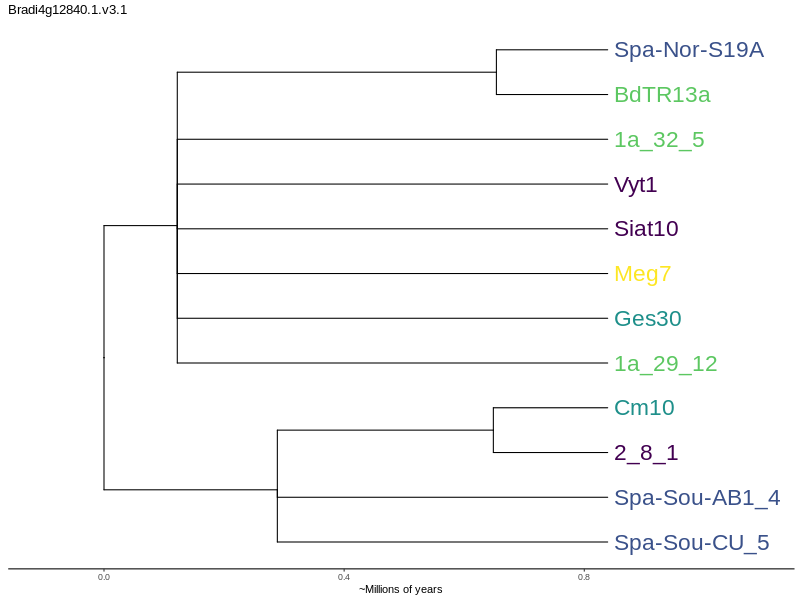 Bradi4g12840.1.v3.1
Spa-Nor-S19A
BdTR13a
1a_32_5
Vyt1
Siat10
Meg7
Ges30
1a_29_12
Cm10
2_8_1
Spa-Sou-AB1_4
Spa-Sou-CU_5
0.0 0.4 0.8
~Millions of years